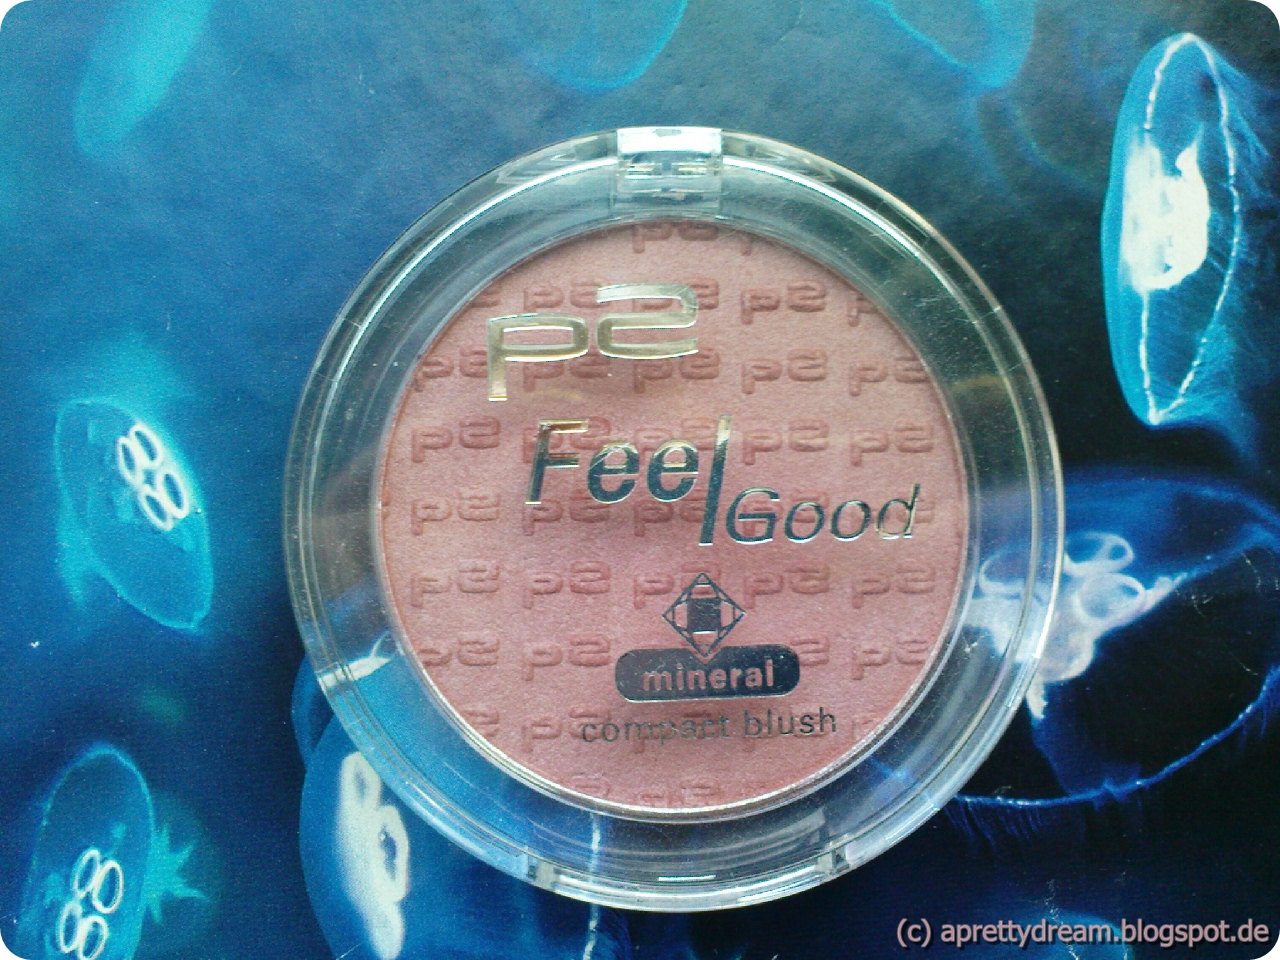 p2
Feel
Good
mineral
compact blush
(c) aprettydream.blogspot.de